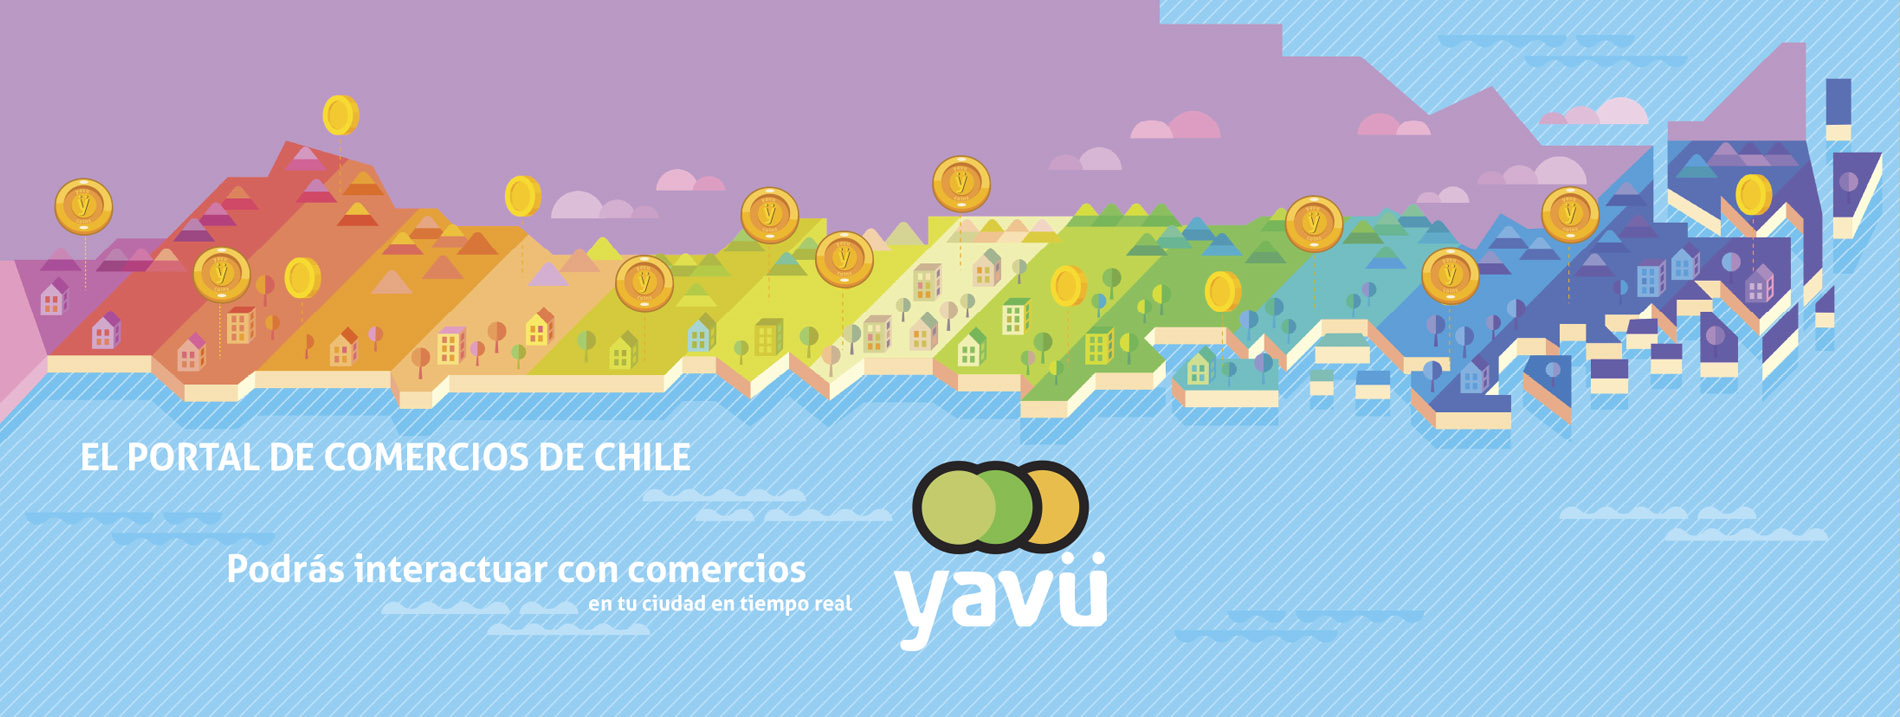 EL PORTAL DE COMERCIOS DE CHILE
Podrás interactuar con comercios
en tu ciudad en tiempo real
yavü